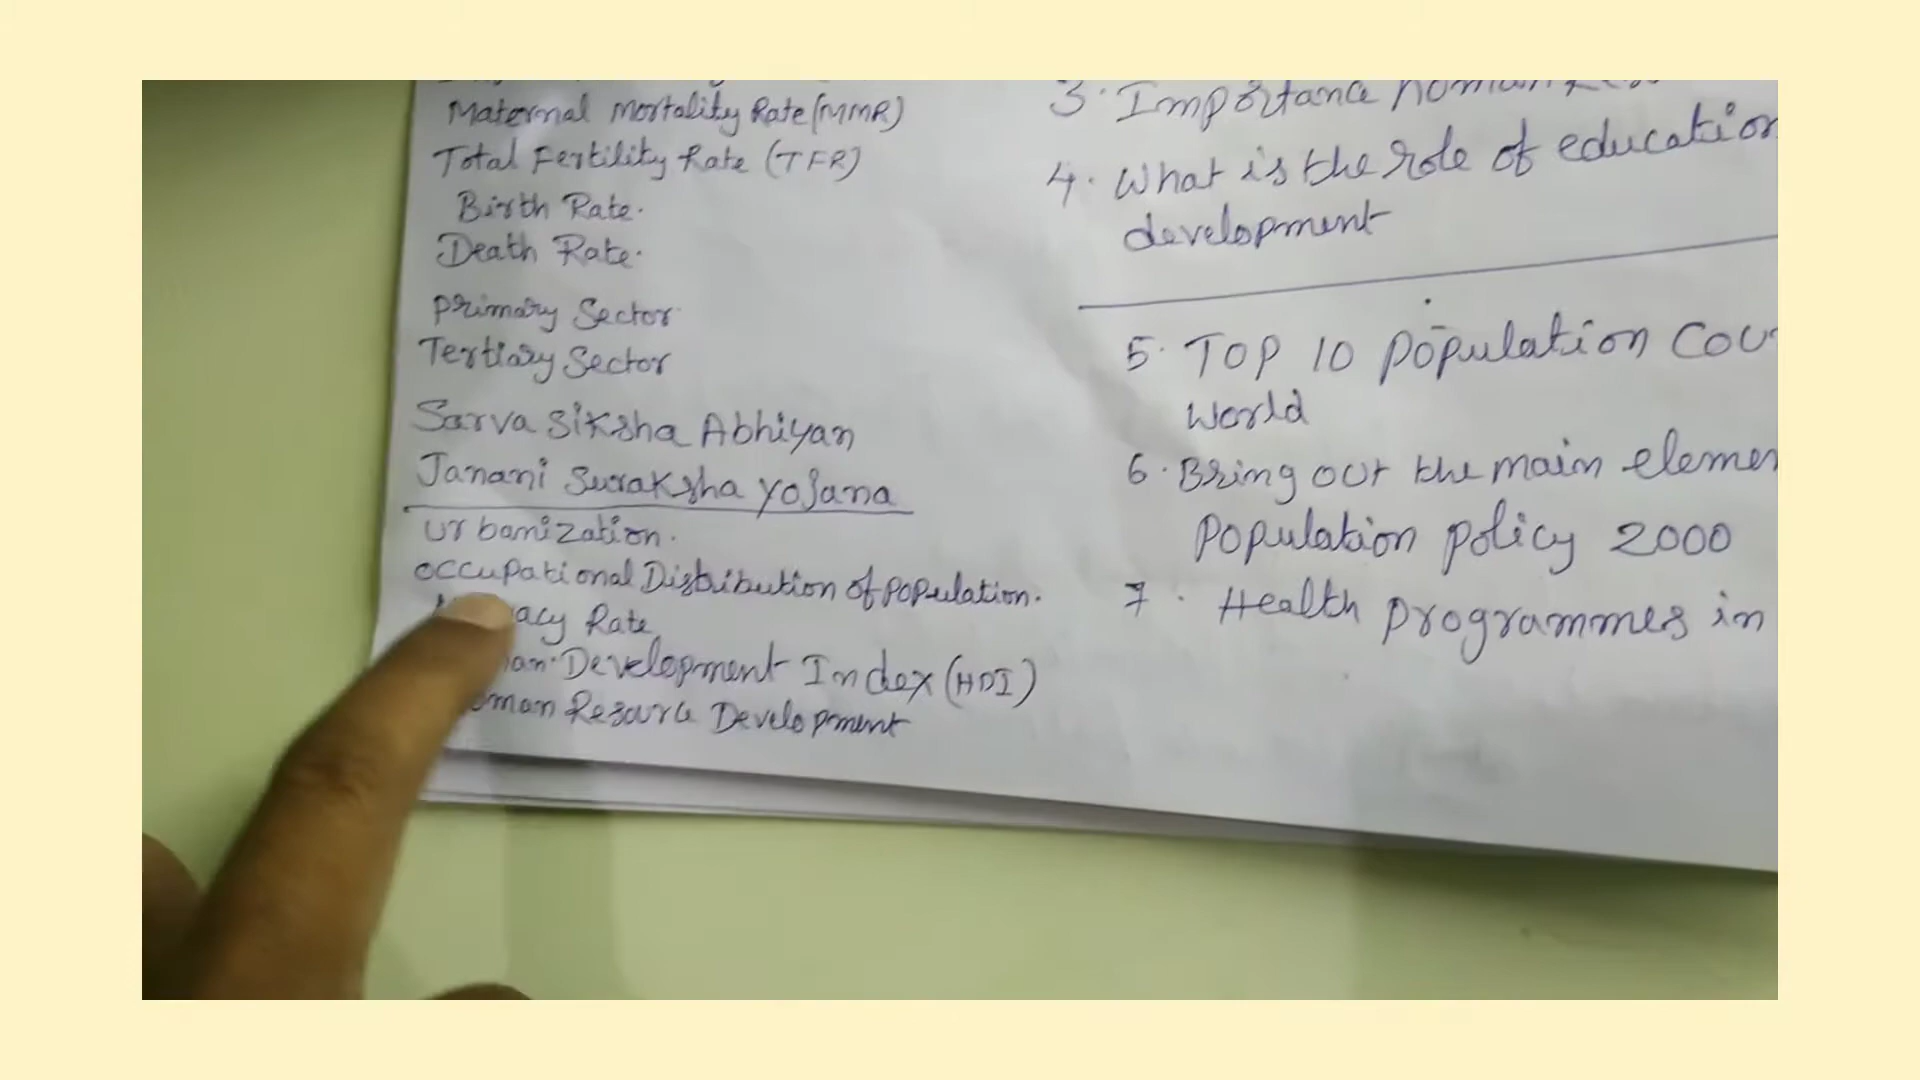 Maternal Mortality Rate (MMR)
Total Fertility Rate (TFR)
Birth Rate.
Death Rate.
Primary Sector
Tertiary Sector
Sarva Siksha Abhiyan
Janani Suraksha Yojana
Urbanization.
Occupational Distribution of Population.
Rate
Development Index (HDI)
Resource Development
3. Importance
4. What is the role of education
development
5. Top 10 population
World
6. Bring out the main
Population policy 2000
7. Health programmes in